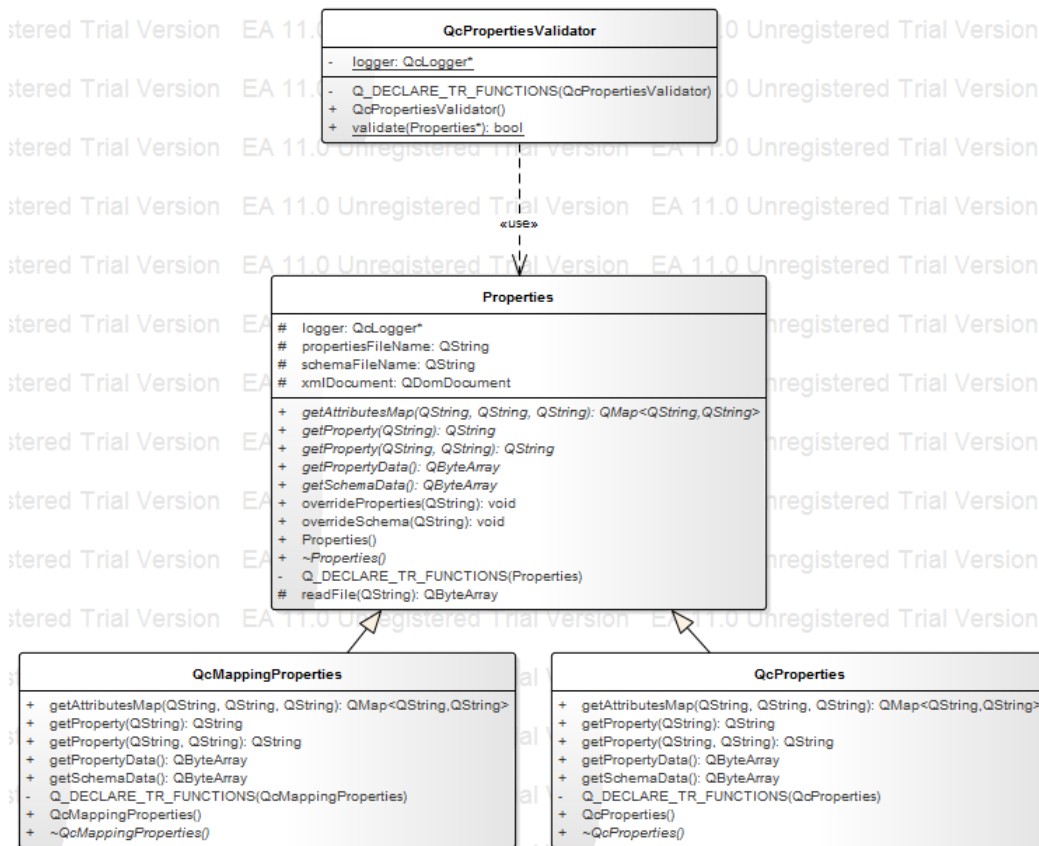 QcPropertiesValidator
- logger: QcLogger*
- Q_DECLARE_TR_FUNCTIONS(QcPropertiesValidator)
+ QcPropertiesValidator()
+ validate(Properties*): bool
«use»
Properties
# logger: QcLogger*
# propertiesFileName: QString
# schemaFileName: QString
# xmlDocument: QDomDocument
+ getAttributesMap(QString, QString, QString): QMap<QString,QString>
+ getProperty(QString): QString
+ getProperty(QString, QString): QString
+ getPropertyData(): QByteArray
+ getSchemaData(): QByteArray
+ overrideProperties(QString): void
+ overrideSchema(QString): void
+ Properties()
+ ~Properties()
- Q_DECLARE_TR_FUNCTIONS(Properties)
# readFile(QString): QByteArray
QcMappingProperties
+ getAttributesMap(QString, QString, QString): QMap<QString,QString>
+ getProperty(QString): QString
+ getProperty(QString, QString): QString
+ getPropertyData(): QByteArray
+ getSchemaData(): QByteArray
- Q_DECLARE_TR_FUNCTIONS(QcMappingProperties)
+ QcMappingProperties()
+ ~QcMappingProperties()
QcProperties
+ getAttributesMap(QString, QString, QString): QMap<QString,QString>
+ getProperty(QString): QString
+ getProperty(QString, QString): QString
+ getPropertyData(): QByteArray
+ getSchemaData(): QByteArray
- Q_DECLARE_TR_FUNCTIONS(QcProperties)
+ QcProperties()
+ ~QcProperties()
EA 11.0 Unregistered Trial Version